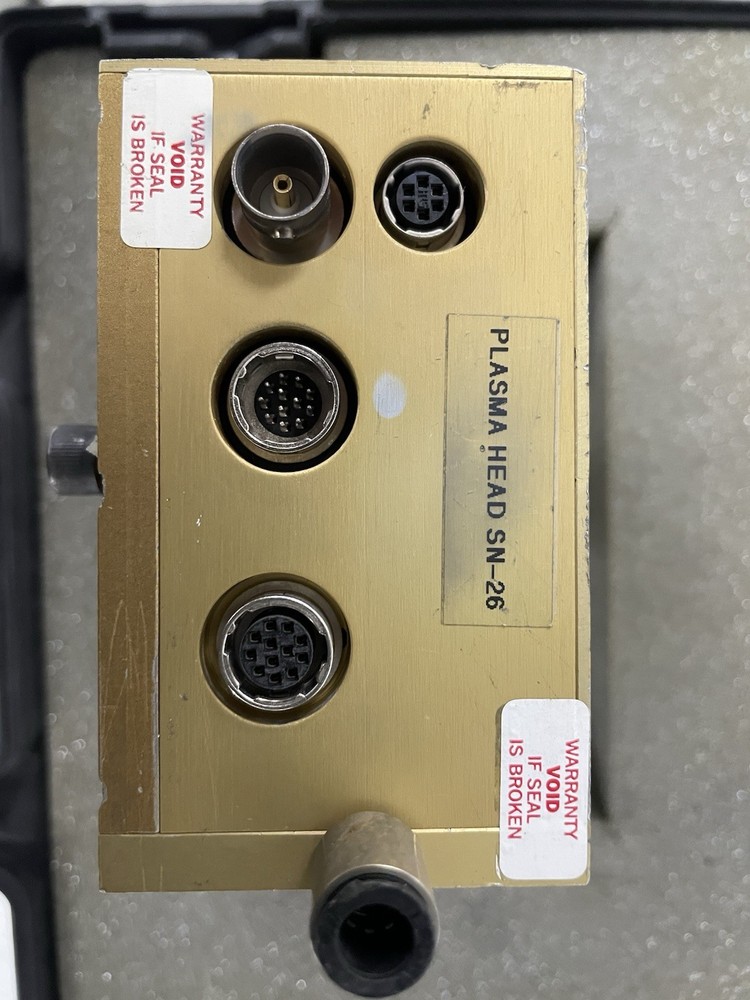 WARRANTY
VOID
IF SEAL
IS BROKEN
PLASMA HEAD SN-26
WARRANTY
VOID
IF SEAL
IS BROKEN